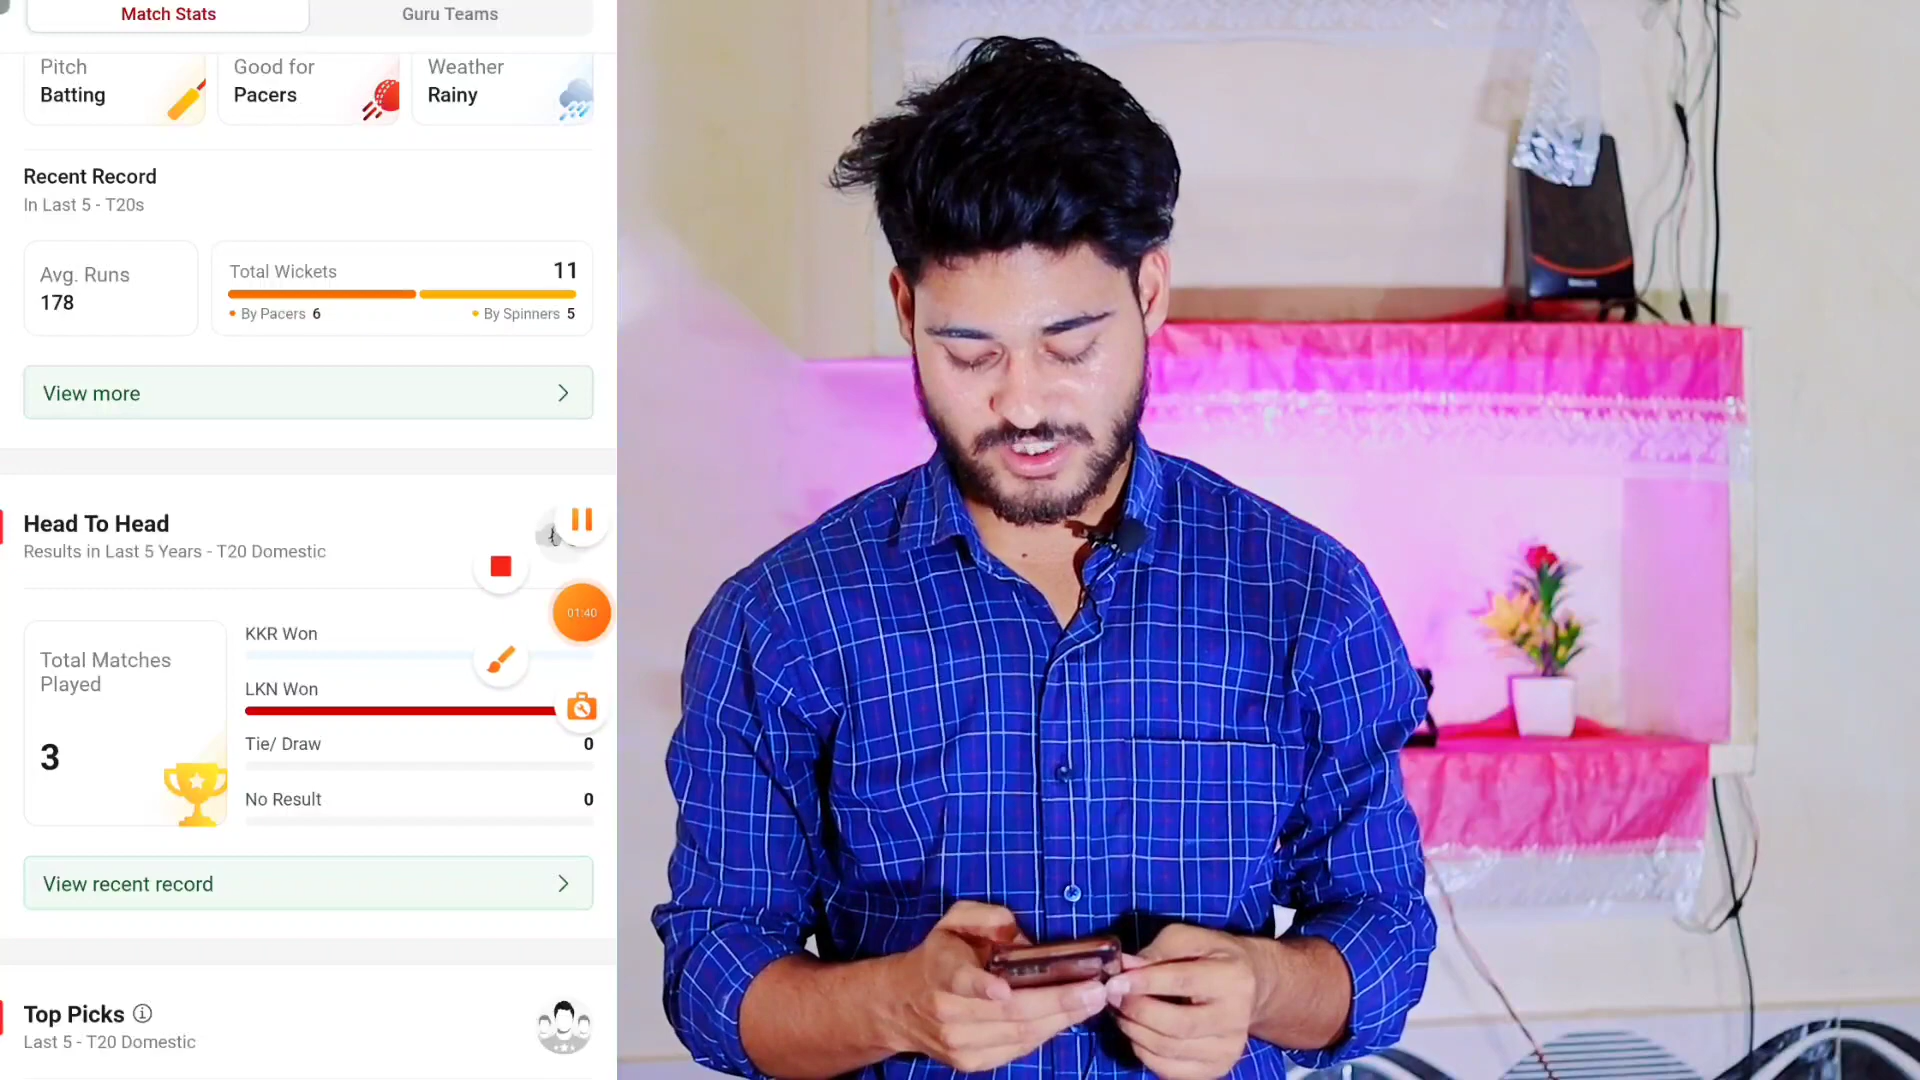 Match Stats
Guru Teams
Pitch
Batting
Good for
Pacers
Weather
Rainy
Recent Record
In Last 5 - T20s
Avg. Runs
178
Total Wickets 11
By Pacers 6
By Spinners 5
View more
Head To Head
Results in Last 5 Years - T20 Domestic
01:40
Total Matches
Played
3
KKR Won
LKN Won
Tie/ Draw 0
No Result 0
View recent record
Top Picks
Last 5 - T20 Domestic